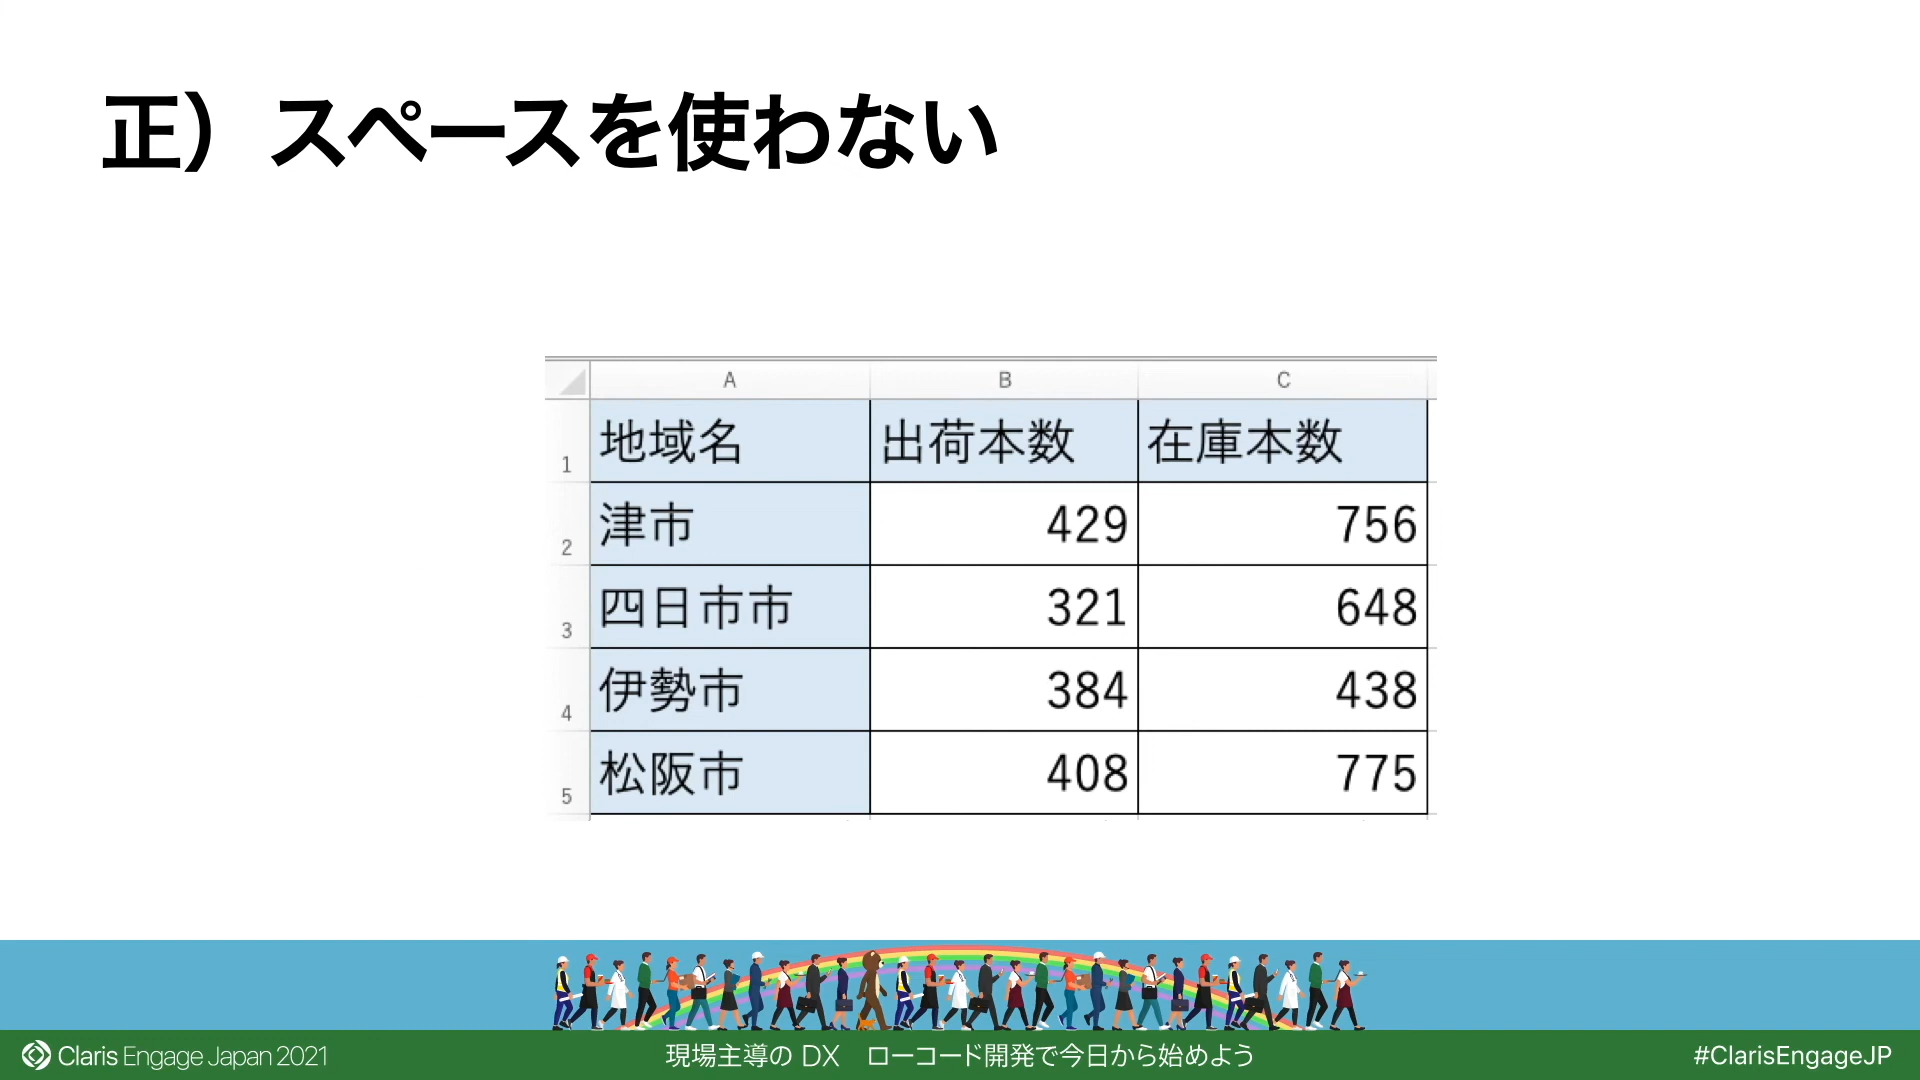 正）スペースを使わない
A B C
1 地域名 出荷本数 在庫本数
2 津市 429 756
3 四日市市 321 648
4 伊勢市 384 438
5 松阪市 408 775
Claris Engage Japan 2021 現場主導の DX　ローコード開発で今日から始めよう #ClarisEngageJP